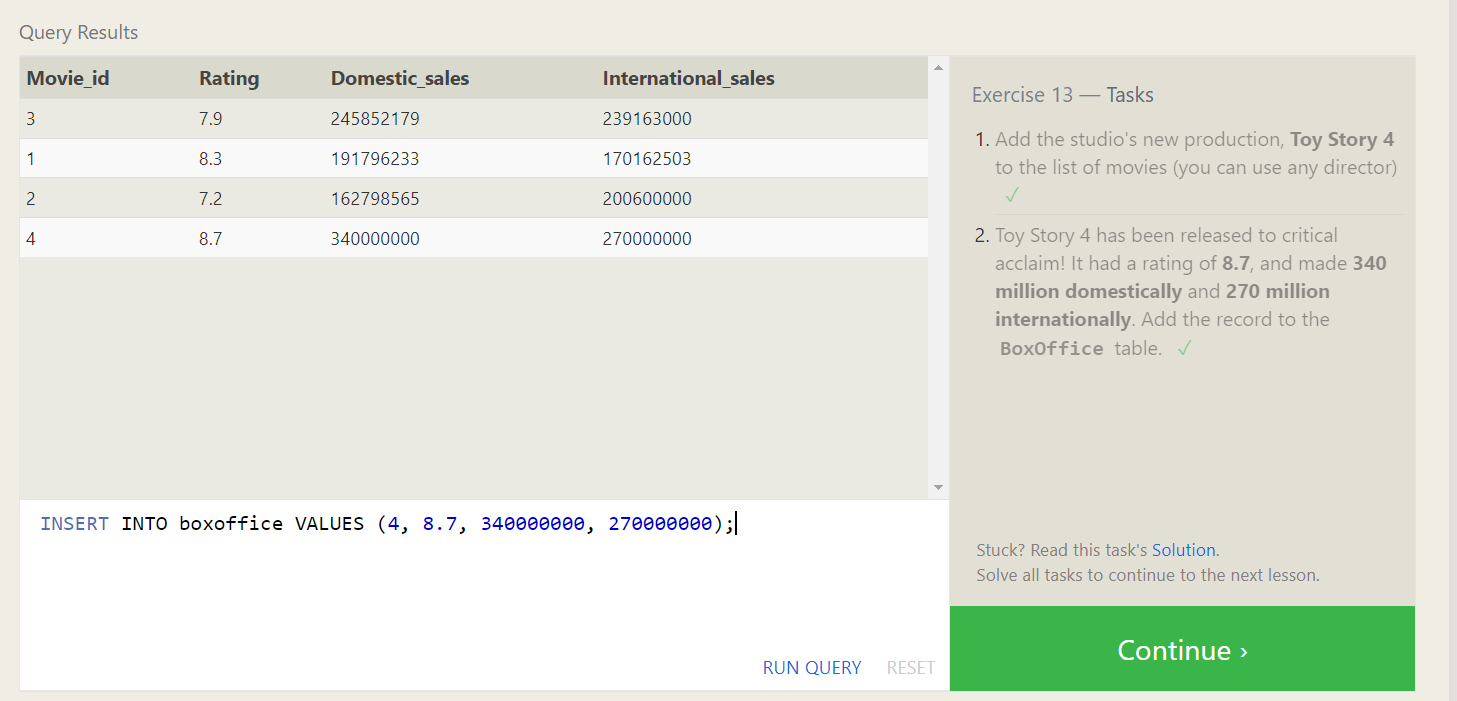 Query Results
Movie_id Rating Domestic_sales International_sales
3 7.9 245852179 239163000
1 8.3 191796233 170162503
2 7.2 162798565 200600000
4 8.7 340000000 270000000
INSERT INTO boxoffice VALUES (4, 8.7, 340000000, 270000000);
RUN QUERY RESET
Exercise 13 — Tasks
1. Add the studio's new production, Toy Story 4
to the list of movies (you can use any director)
✓
2. Toy Story 4 has been released to critical
acclaim! It had a rating of 8.7, and made 340
million domestically and 270 million
internationally. Add the record to the
BoxOffice table. ✓
Stuck? Read this task's Solution.
Solve all tasks to continue to the next lesson.
Continue ›